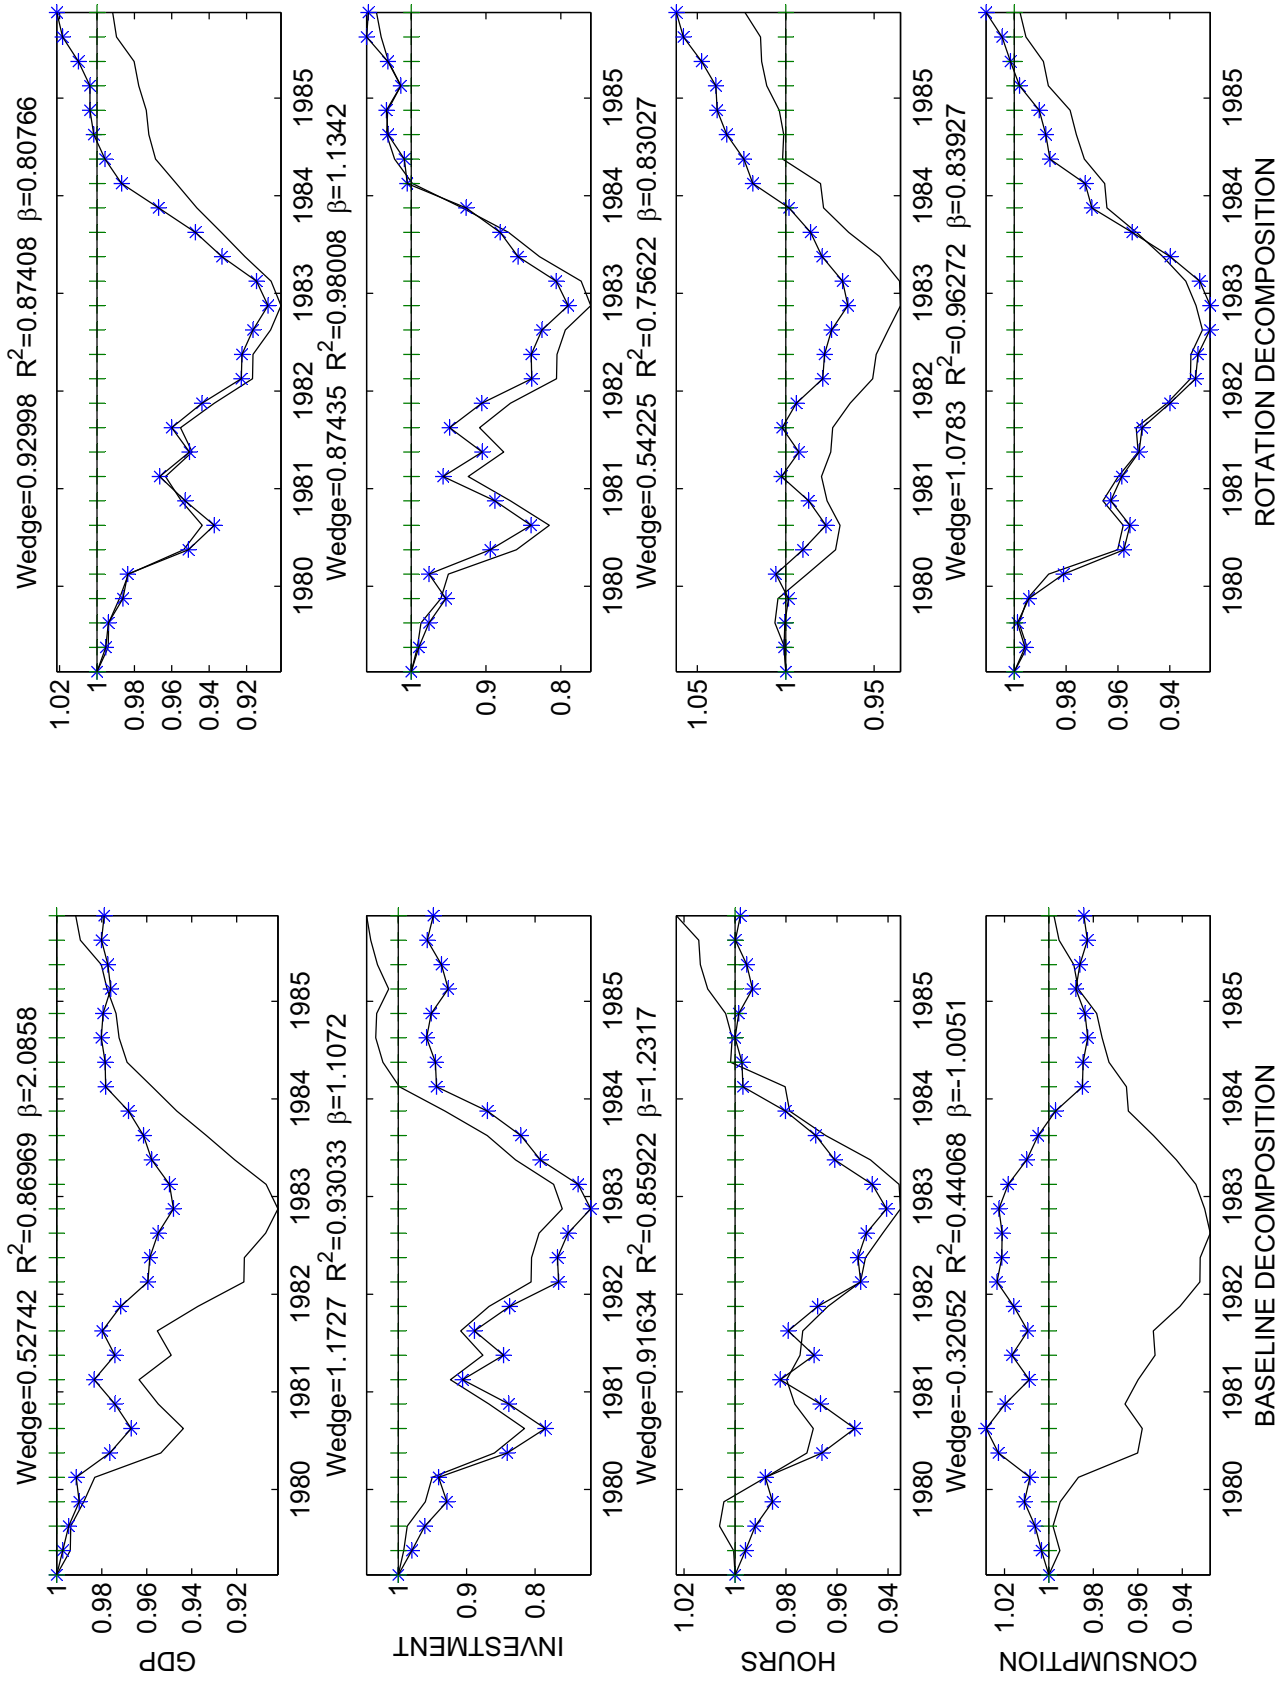 Wedge=0.52742 R²=0.86969 β=2.0858
GDP
1
0.98
0.96
0.94
0.92
1980 1981 1982 1983 1984 1985
Wedge=0.92998 R²=0.87408 β=0.80766
1.02
1
0.98
0.96
0.94
0.92
1980 1981 1982 1983 1984 1985
Wedge=1.1727 R²=0.93033 β=1.1072
INVESTMENT
1
0.9
0.8
1980 1981 1982 1983 1984 1985
Wedge=0.87435 R²=0.98008 β=1.1342
1
0.9
0.8
1980 1981 1982 1983 1984 1985
Wedge=0.91634 R²=0.85922 β=1.2317
HOURS
1.02
1
0.98
0.96
0.94
1980 1981 1982 1983 1984 1985
Wedge=0.54225 R²=0.75622 β=0.83027
1.05
1
0.95
1980 1981 1982 1983 1984 1985
Wedge=-0.32052 R²=0.44068 β=-1.0051
CONSUMPTION
1.02
1
0.98
0.96
0.94
1980 1981 1982 1983 1984 1985
BASELINE DECOMPOSITION
Wedge=1.0783 R²=0.96272 β=0.83927
1
0.98
0.96
0.94
1980 1981 1982 1983 1984 1985
ROTATION DECOMPOSITION